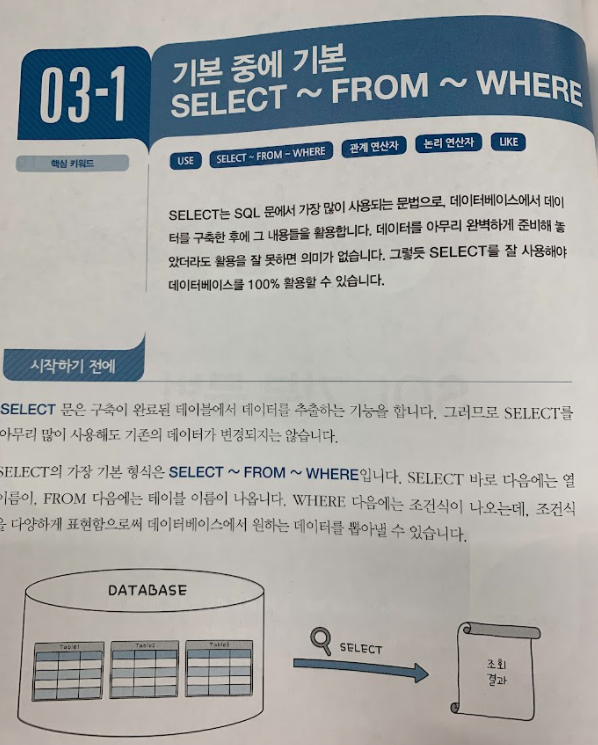 03-1
기본 중에 기본
SELECT ~ FROM ~ WHERE
핵심 키워드
USE SELECT ~ FROM ~ WHERE 관계 연산자 논리 연산자 LIKE
SELECT는 SQL 문에서 가장 많이 사용되는 문법으로, 데이터베이스에서 데이
터를 구축한 후에 그 내용들을 활용합니다. 데이터를 아무리 완벽하게 준비해 놓
았더라도 활용을 잘 못하면 의미가 없습니다. 그렇듯 SELECT를 잘 사용해야
데이터베이스를 100% 활용할 수 있습니다.
시작하기 전에
SELECT 문은 구축이 완료된 테이블에서 데이터를 추출하는 기능을 합니다. 그러므로 SELECT를
아무리 많이 사용해도 기존의 데이터가 변경되지는 않습니다.
SELECT의 가장 기본 형식은 SELECT ~ FROM ~ WHERE입니다. SELECT 바로 다음에는 열
이름이, FROM 다음에는 테이블 이름이 나옵니다. WHERE 다음에는 조건식이 나오는데, 조건식
을 다양하게 표현함으로써 데이터베이스에서 원하는 데이터를 뽑아낼 수 있습니다.
DATABASE
Table1 Table2 Table3
SELECT
조회
결과